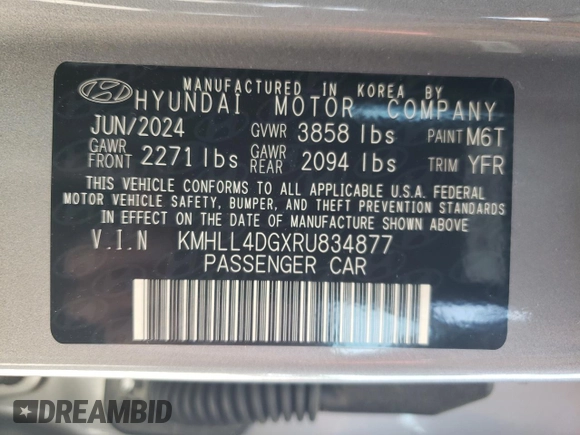 MANUFACTURED IN KOREA BY
HYUNDAI MOTOR COMPANY
JUN/2024 GVWR 3858 lbs PAINT M6T
GAWR FRONT 2271 lbs GAWR REAR 2094 lbs TRIM YFR
THIS VEHICLE CONFORMS TO ALL APPLICABLE U.S.A. FEDERAL
MOTOR VEHICLE SAFETY, BUMPER, AND THEFT PREVENTION STANDARDS
IN EFFECT ON THE DATE OF MANUFACTURE SHOWN ABOVE
V.I.N KMHLL4DGXRU834877
PASSENGER CAR
DREAMBID